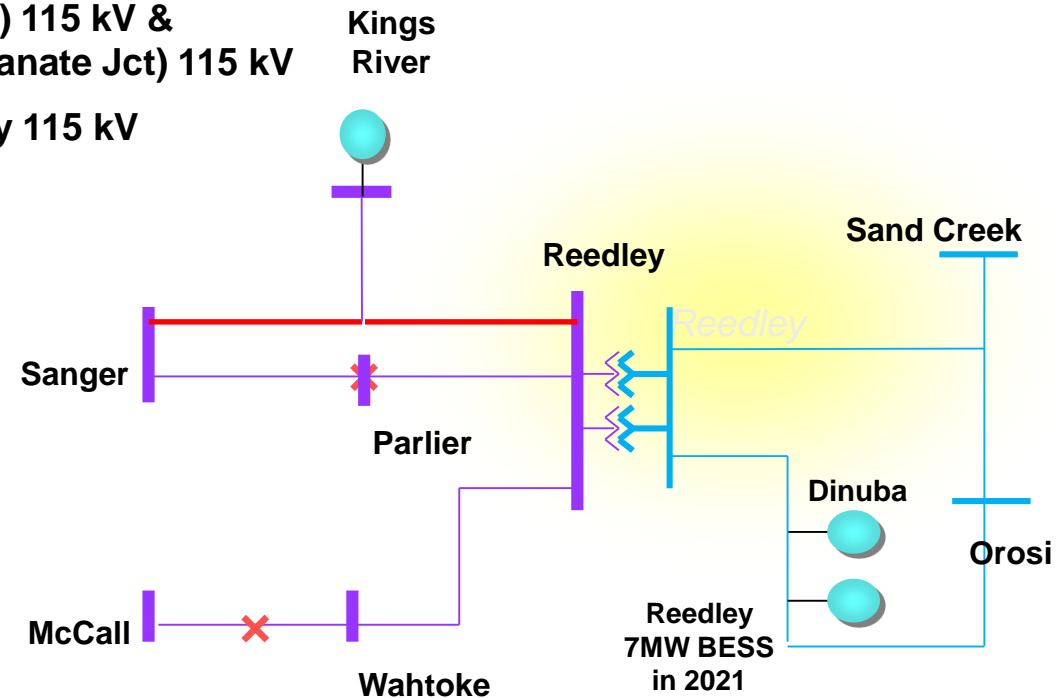 ) 115 kV &
anate Jct) 115 kV
y 115 kV
Kings
River
Sand Creek
Reedley
Reedley
Sanger
Parlier
Dinuba
Orosi
Reedley
7MW BESS
in 2021
McCall
Wahtoke